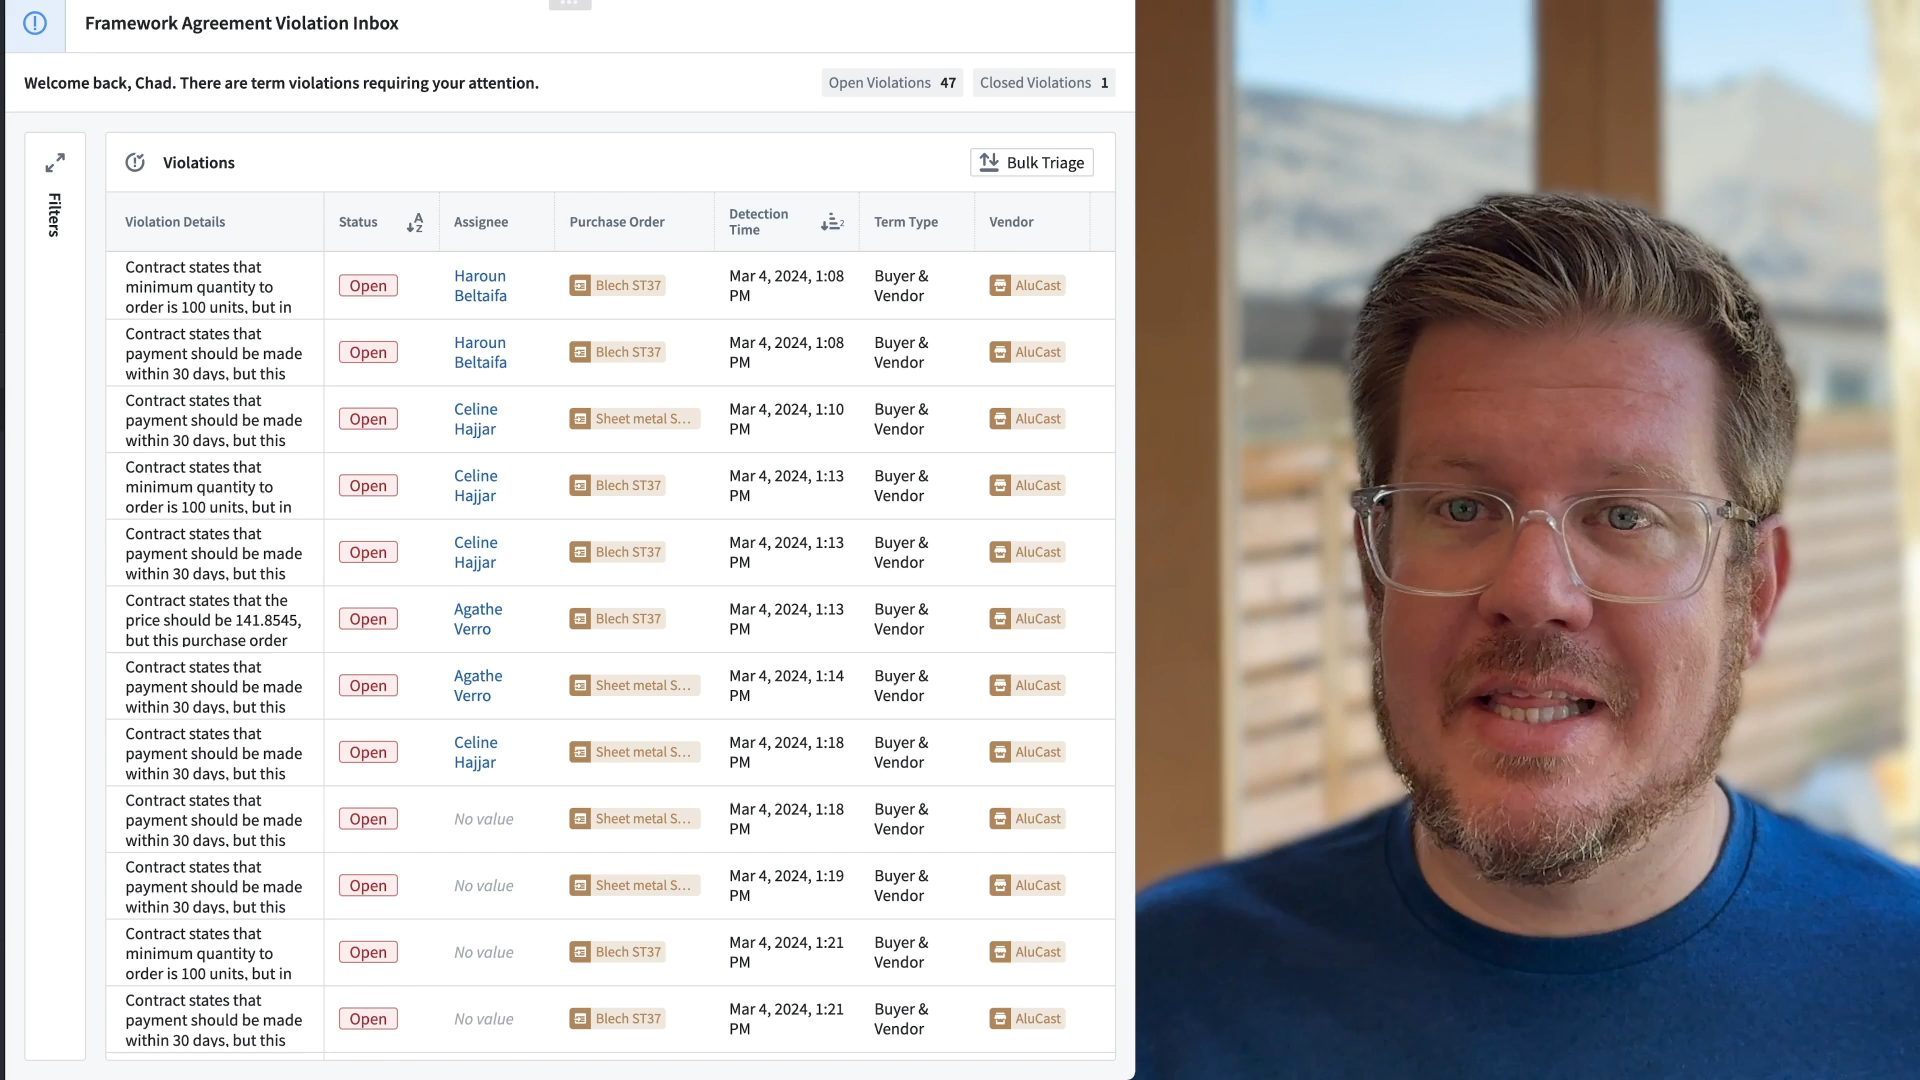 Framework Agreement Violation Inbox
Welcome back, Chad. There are term violations requiring your attention.
Open Violations 47
Closed Violations 1
Filters
Violations
Bulk Triage
Violation Details
Status
Assignee
Purchase Order
Detection
Time
2
Term Type
Vendor
Contract states that
minimum quantity to
order is 100 units, but in
Open
Haroun
Beltaifa
Blech ST37
Mar 4, 2024, 1:08
PM
Buyer &
Vendor
AluCast
Contract states that
payment should be made
within 30 days, but this
Open
Haroun
Beltaifa
Blech ST37
Mar 4, 2024, 1:08
PM
Buyer &
Vendor
AluCast
Contract states that
payment should be made
within 30 days, but this
Open
Celine
Hajjar
Sheet metal S...
Mar 4, 2024, 1:10
PM
Buyer &
Vendor
AluCast
Contract states that
minimum quantity to
order is 100 units, but in
Open
Celine
Hajjar
Blech ST37
Mar 4, 2024, 1:13
PM
Buyer &
Vendor
AluCast
Contract states that
payment should be made
within 30 days, but this
Open
Celine
Hajjar
Blech ST37
Mar 4, 2024, 1:13
PM
Buyer &
Vendor
AluCast
Contract states that the
price should be 141.8545,
but this purchase order
Open
Agathe
Verro
Blech ST37
Mar 4, 2024, 1:13
PM
Buyer &
Vendor
AluCast
Contract states that
payment should be made
within 30 days, but this
Open
Agathe
Verro
Sheet metal S...
Mar 4, 2024, 1:14
PM
Buyer &
Vendor
AluCast
Contract states that
payment should be made
within 30 days, but this
Open
Celine
Hajjar
Sheet metal S...
Mar 4, 2024, 1:18
PM
Buyer &
Vendor
AluCast
Contract states that
payment should be made
within 30 days, but this
Open
No value
Sheet metal S...
Mar 4, 2024, 1:18
PM
Buyer &
Vendor
AluCast
Contract states that
payment should be made
within 30 days, but this
Open
No value
Sheet metal S...
Mar 4, 2024, 1:19
PM
Buyer &
Vendor
AluCast
Contract states that
minimum quantity to
order is 100 units, but in
Open
No value
Blech ST37
Mar 4, 2024, 1:21
PM
Buyer &
Vendor
AluCast
Contract states that
payment should be made
within 30 days, but this
Open
No value
Blech ST37
Mar 4, 2024, 1:21
PM
Buyer &
Vendor
AluCast